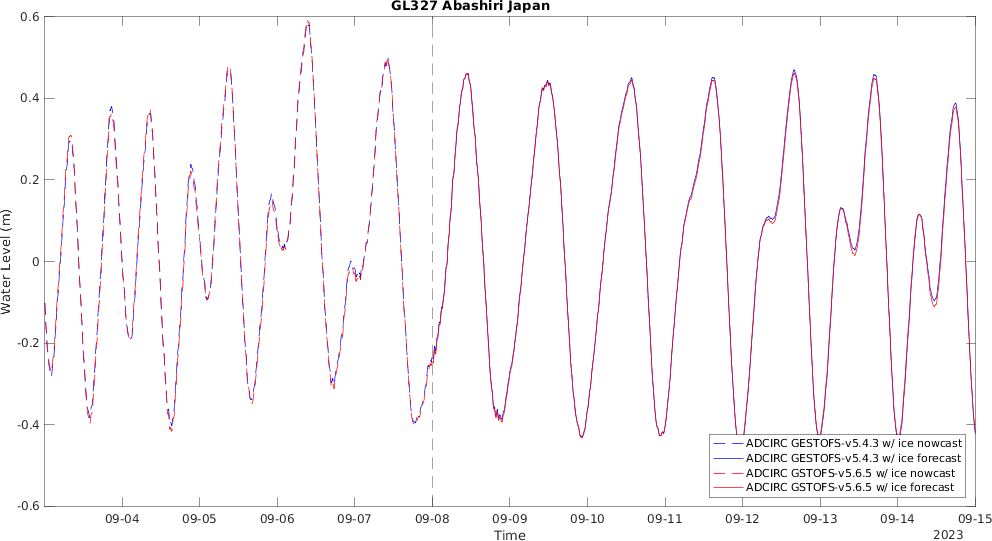 GL327 Abashiri Japan
0.6
0.4
0.2
0
-0.2
-0.4
-0.6
Water Level (m)
09-04
09-05
09-06
09-07
09-08
09-09
09-10
09-11
09-12
09-13
09-14
09-15
Time
2023
ADCIRC GESTOFS-v5.4.3 w/ ice nowcast
ADCIRC GESTOFS-v5.4.3 w/ ice forecast
ADCIRC GSTOFS-v5.6.5 w/ ice nowcast
ADCIRC GSTOFS-v5.6.5 w/ ice forecast